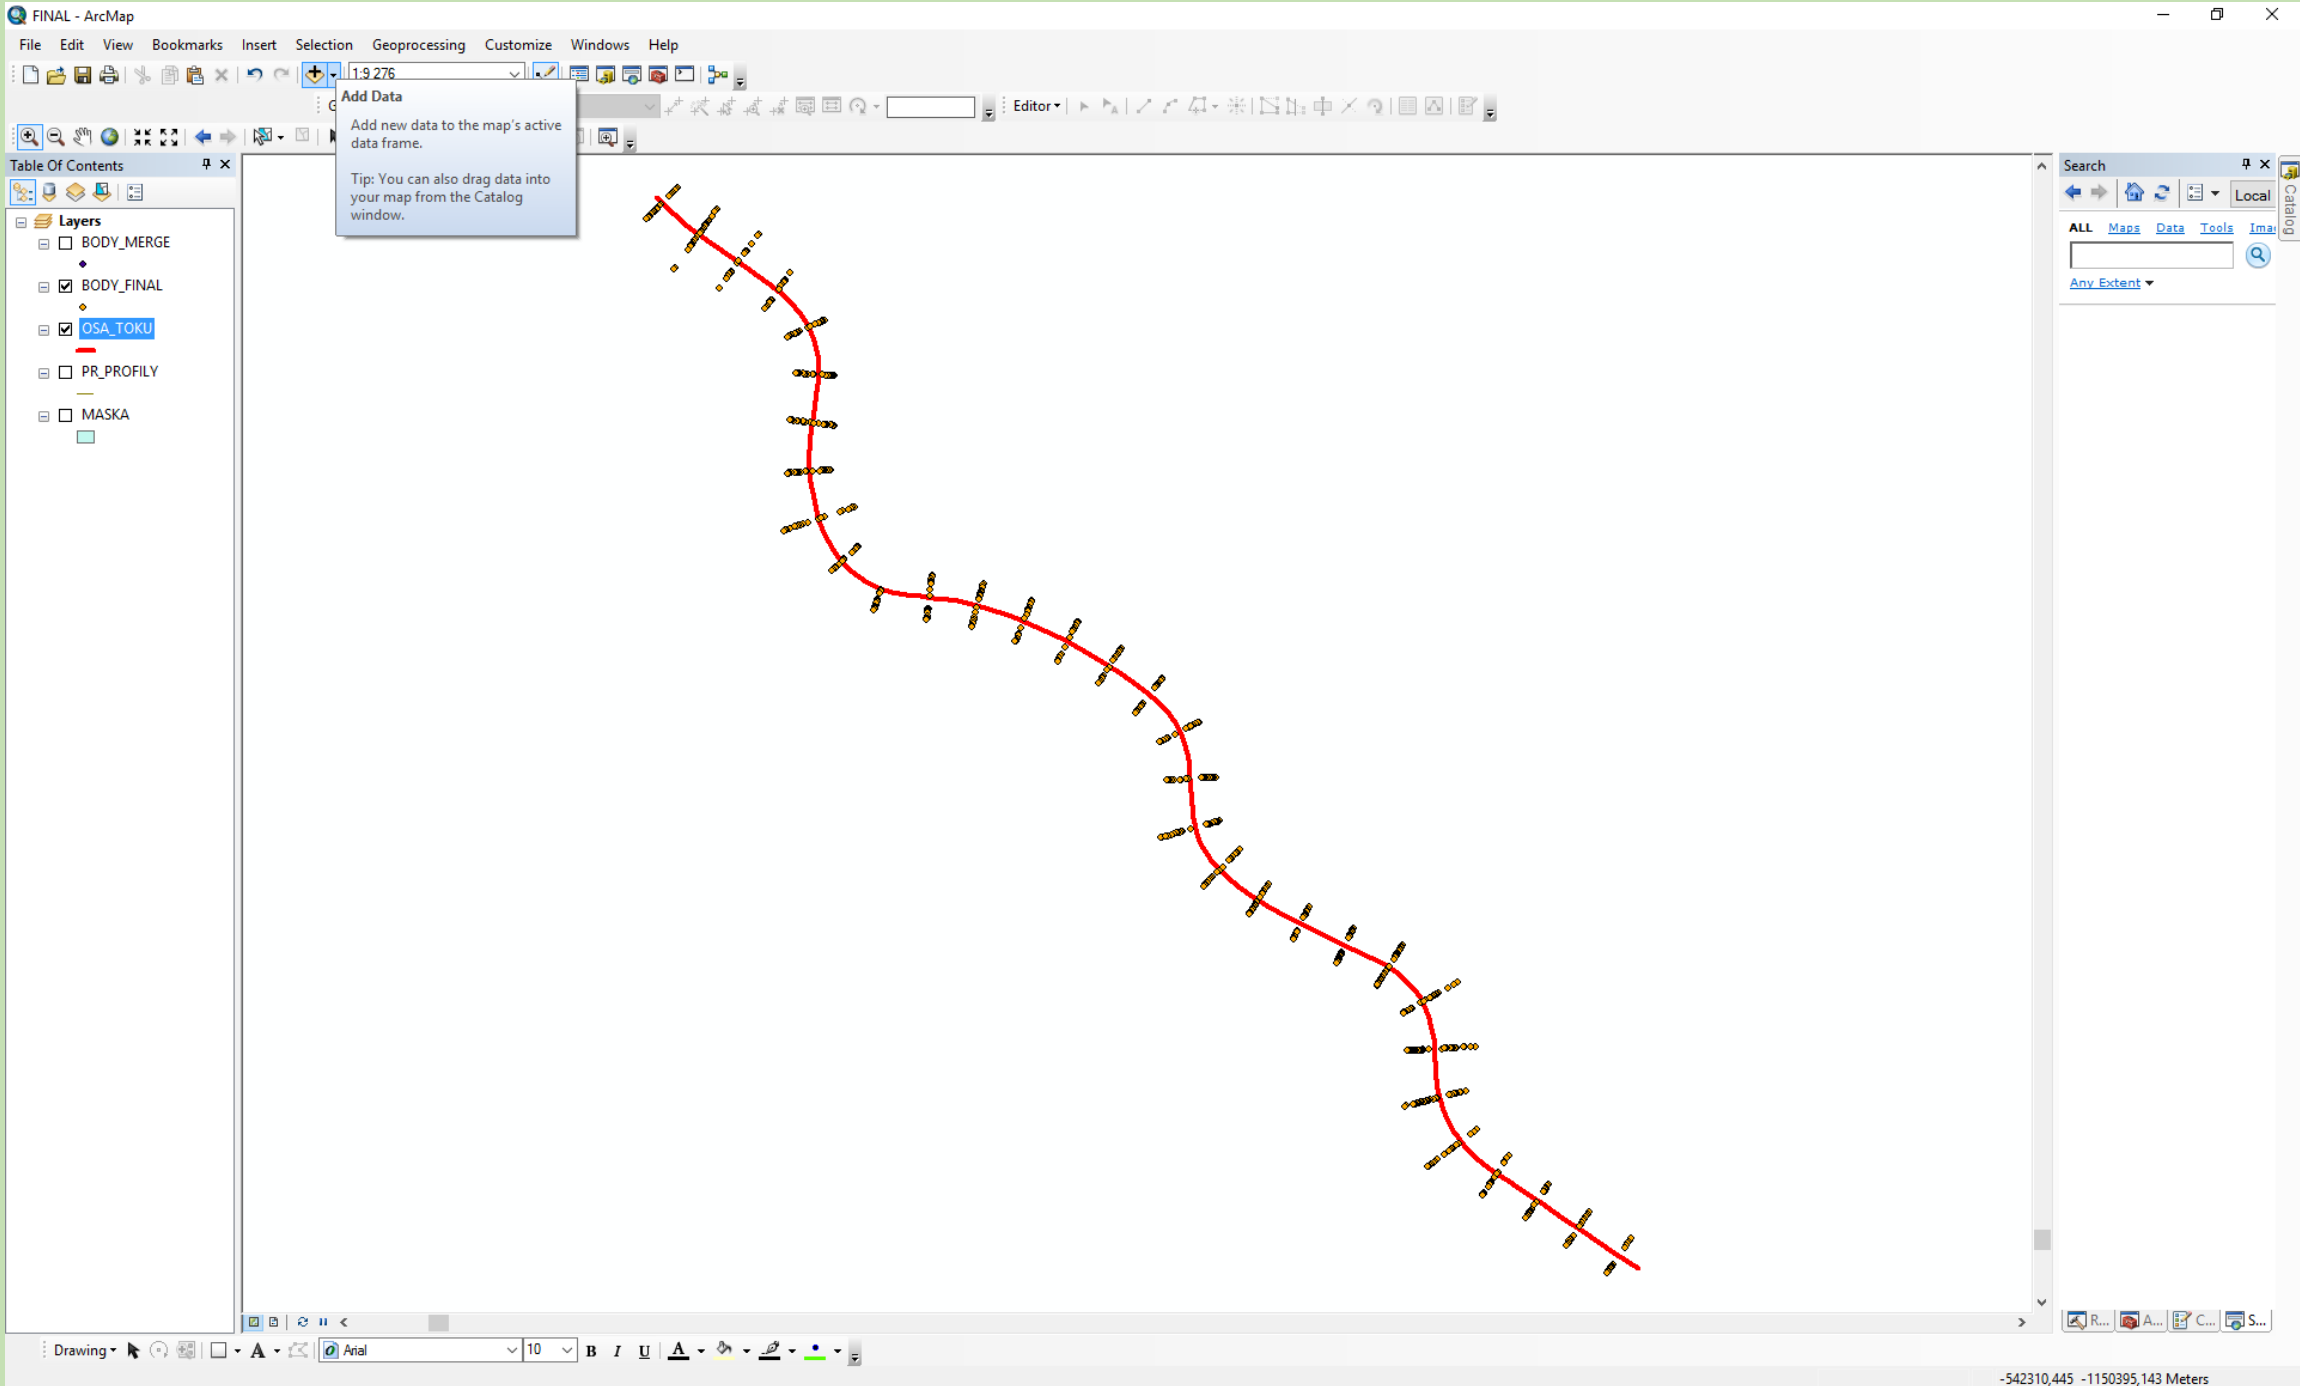 FINAL - ArcMap
File Edit View Bookmarks Insert Selection Geoprocessing Customize Windows Help
1:9 276
Add Data
Add new data to the map's active
data frame.
Tip: You can also drag data into
your map from the Catalog
window.
Editor
Table Of Contents
Layers
BODY_MERGE
BODY_FINAL
OSA_TOKU
PR_PROFILY
MASKA
Search
Local
ALL Maps Data Tools Ima
Any Extent
Catalog
R... A... C... S...
Drawing A Arial 10 B I U A
-542310,445 -1150395,143 Meters